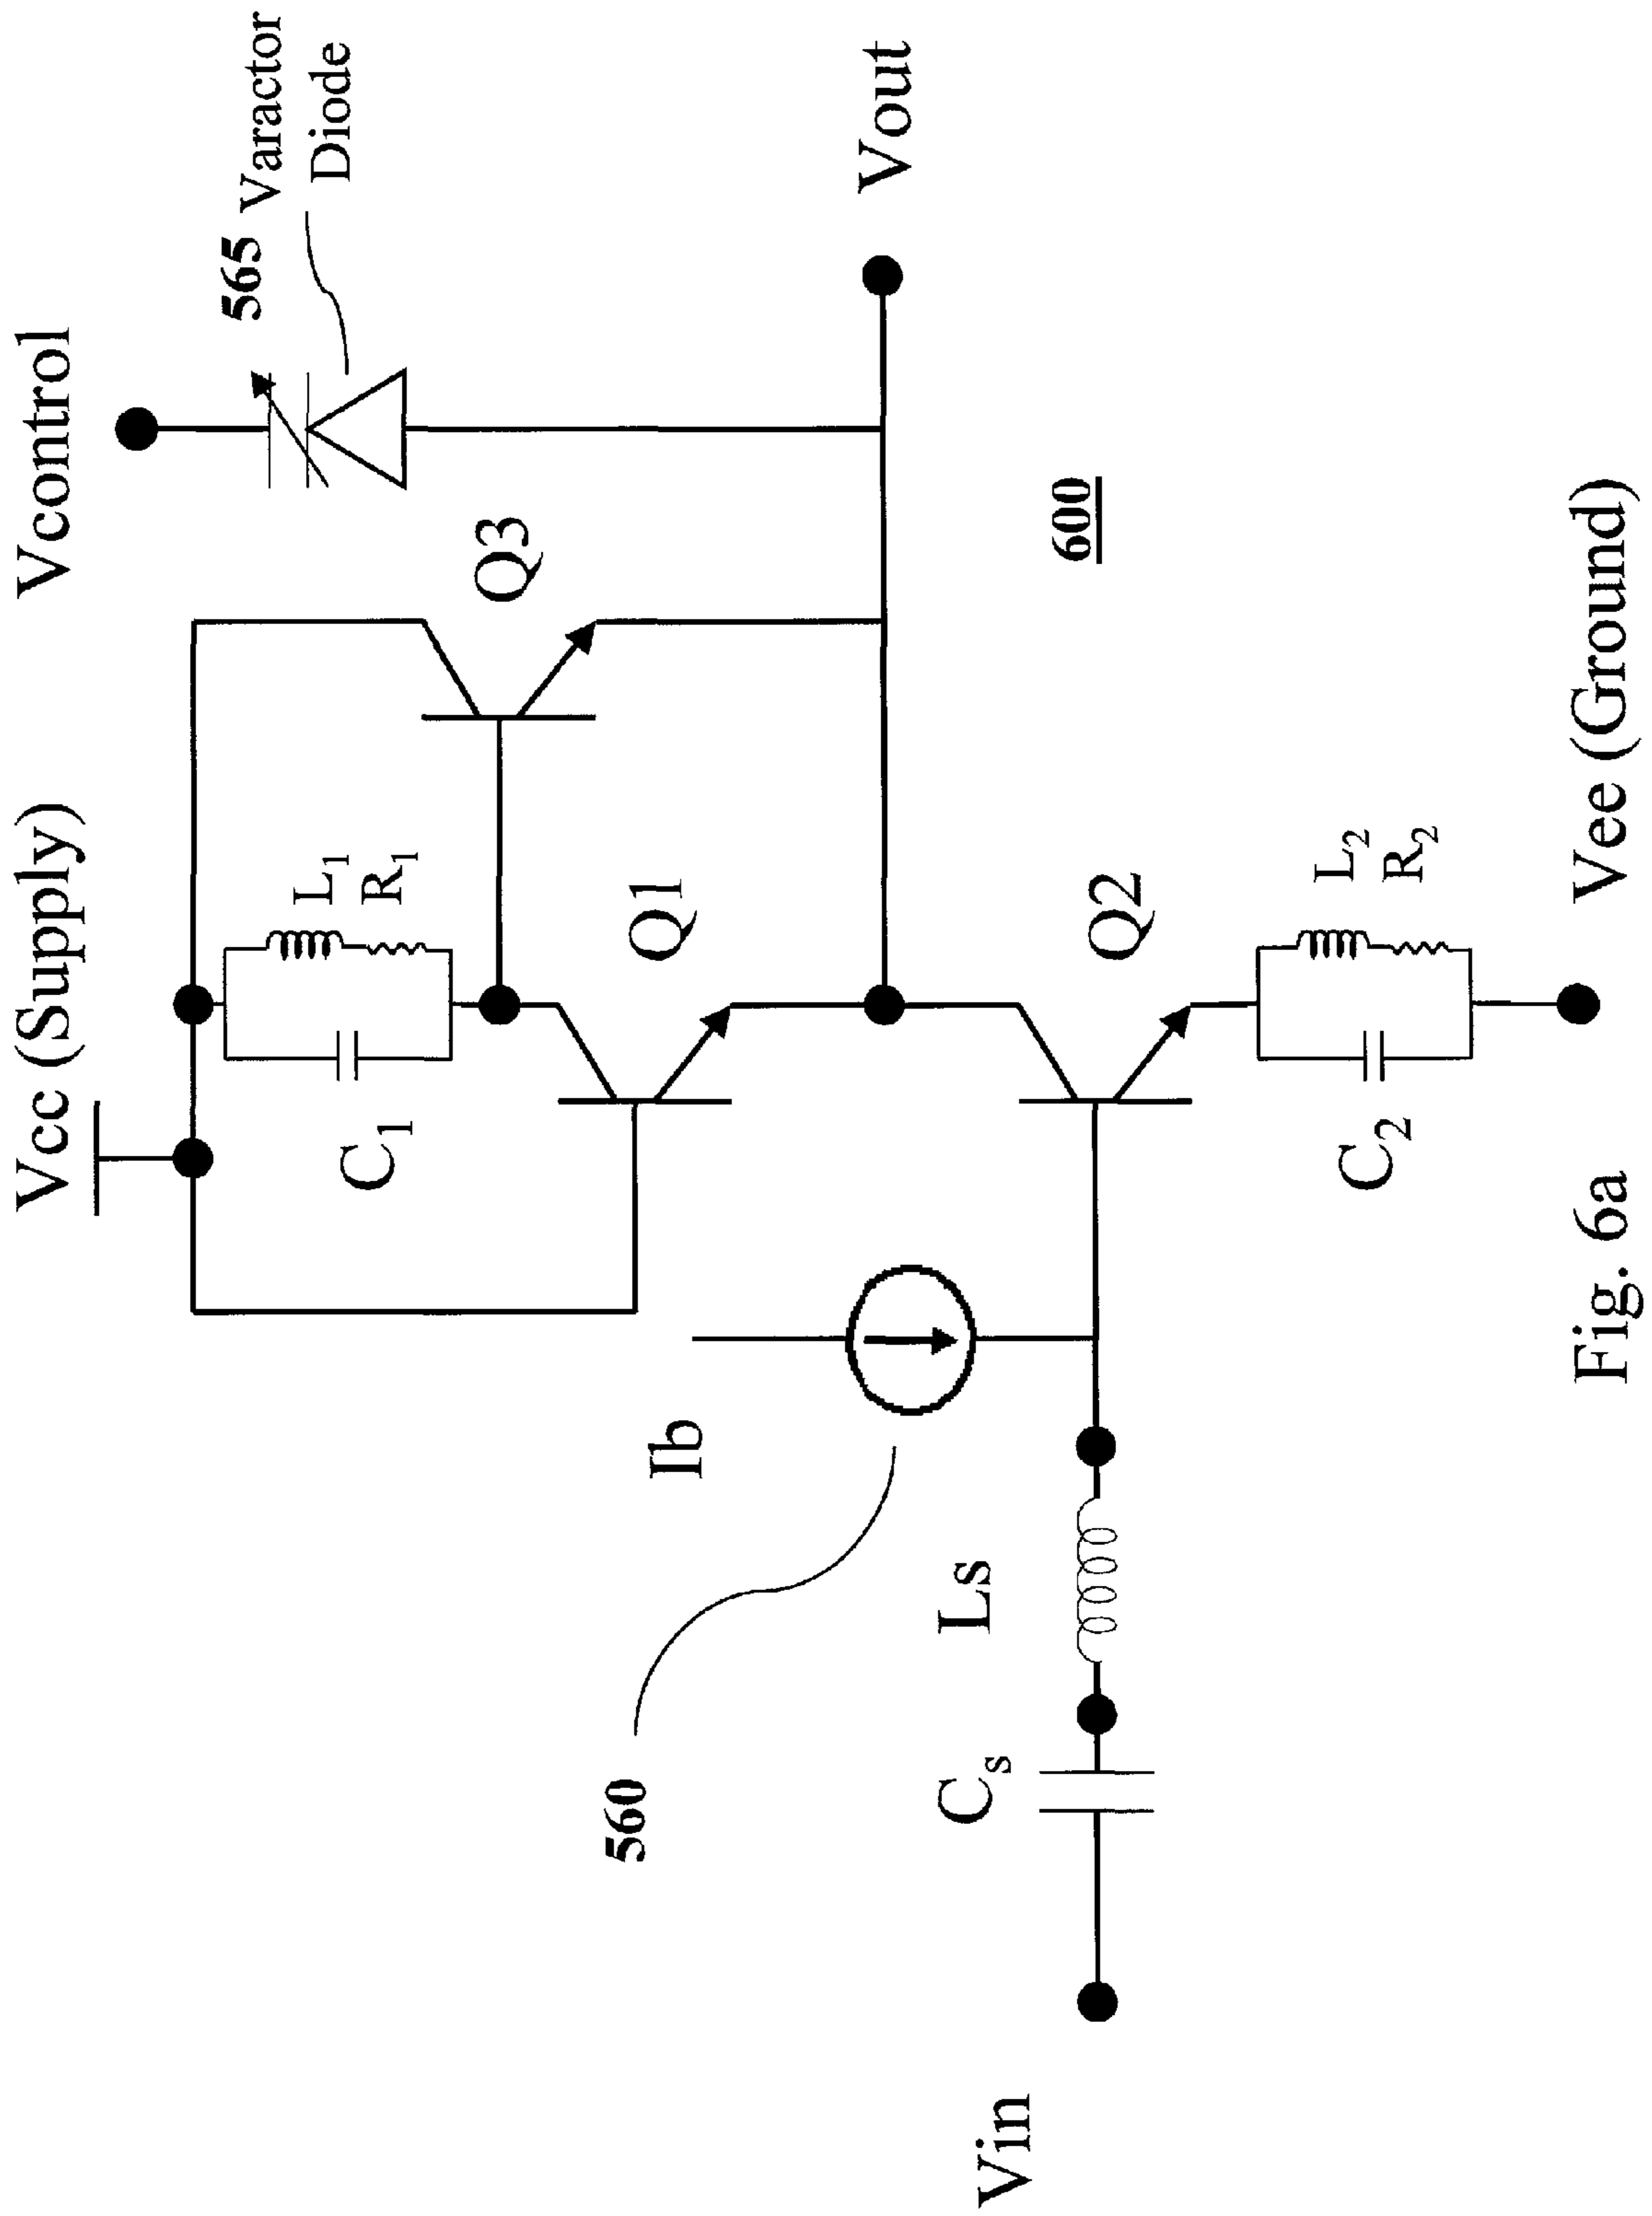 Vcc (Supply)
Vcontrol
565 Varactor
Diode
C1
L1
R1
Q3
Q1
Ib
560
Vout
Cs
Ls
Vin
Q2
600
C2
L2
R2
Fig. 6a
Vee (Ground)